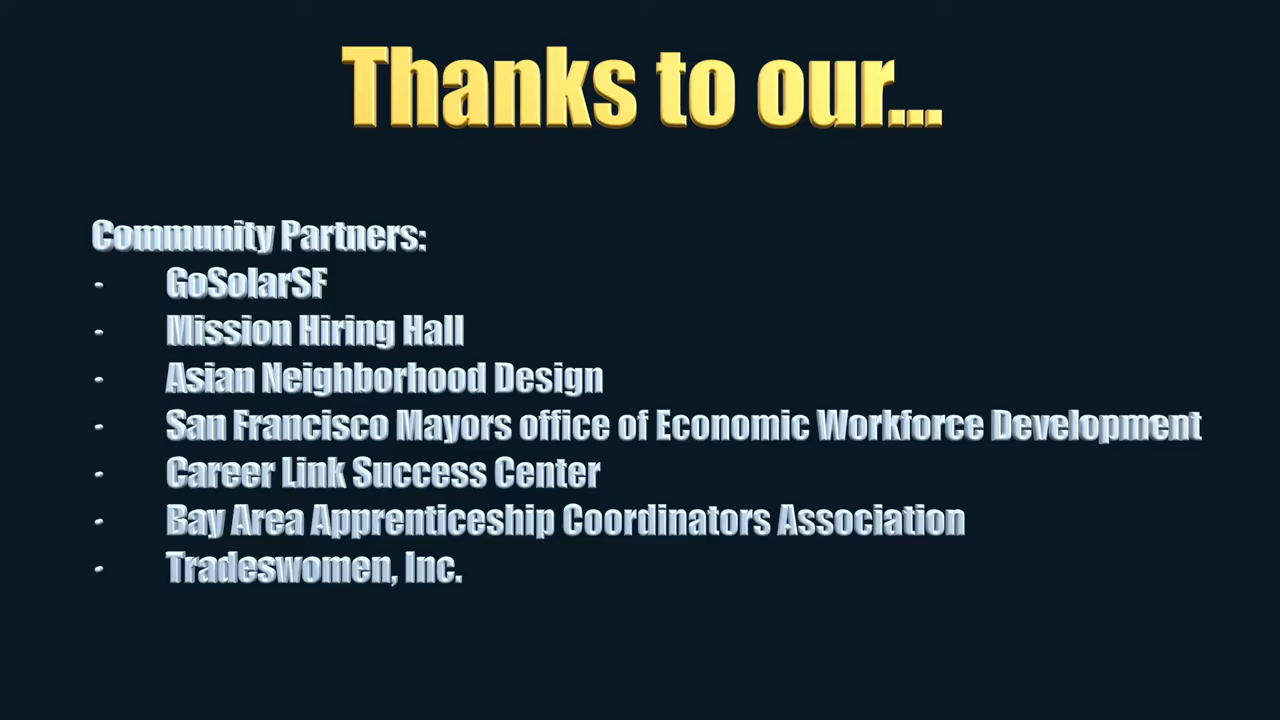 Thanks to our...
Community Partners:
- GoSolarSF
- Mission Hiring Hall
- Asian Neighborhood Design
- San Francisco Mayors office of Economic Workforce Development
- Career Link Success Center
- Bay Area Apprenticeship Coordinators Association
- Tradeswomen, Inc.